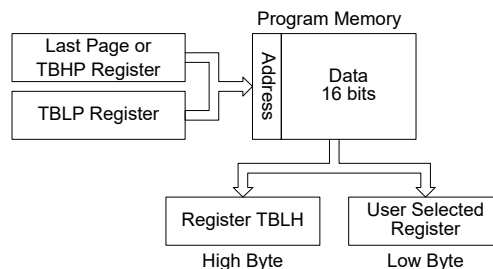 Program Memory
Last Page or
TBHP Register
TBLP Register
Address
Data
16 bits
Register TBLH
User Selected
Register
High Byte
Low Byte